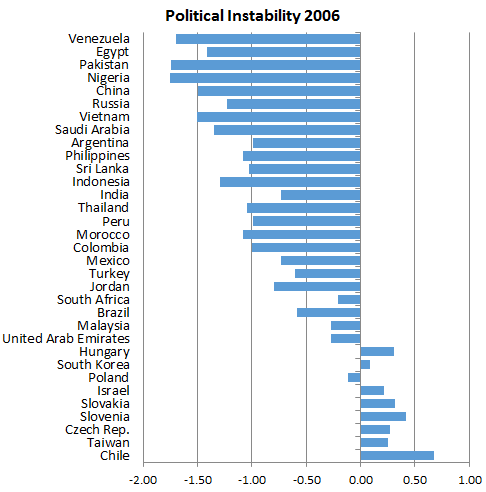 Political Instability 2006
Venezuela
Egypt
Pakistan
Nigeria
China
Russia
Vietnam
Saudi Arabia
Argentina
Philippines
Sri Lanka
Indonesia
India
Thailand
Peru
Morocco
Colombia
Mexico
Turkey
Jordan
South Africa
Brazil
Malaysia
United Arab Emirates
Hungary
South Korea
Poland
Israel
Slovakia
Slovenia
Czech Rep.
Taiwan
Chile
-2.00 -1.50 -1.00 -0.50 0.00 0.50 1.00